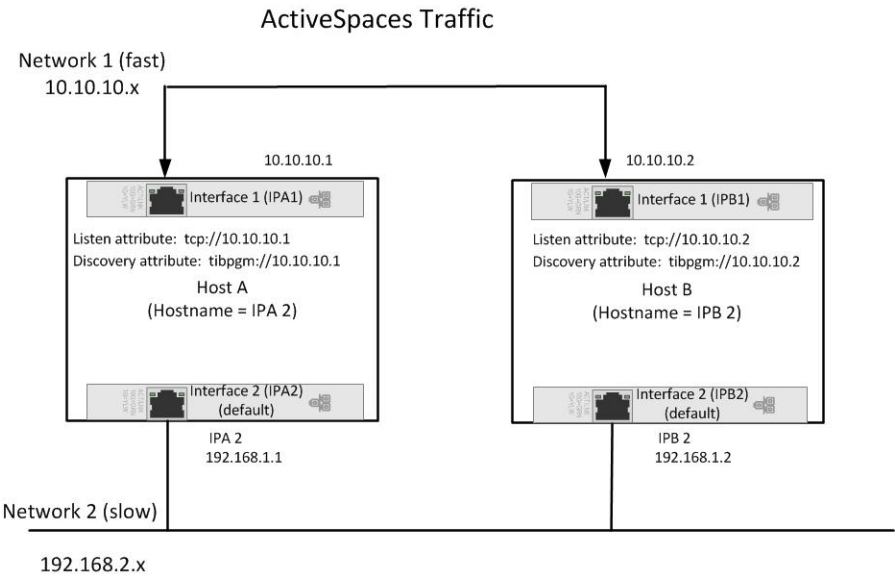 ActiveSpaces Traffic
Network 1 (fast)
10.10.10.x
10.10.10.1
10.10.10.2
Interface 1 (IPA1)
Interface 1 (IPB1)
Listen attribute: tcp://10.10.10.1
Discovery attribute: tibpgm://10.10.10.1
Host A
(Hostname = IPA 2)
Listen attribute: tcp://10.10.10.2
Discovery attribute: tibpgm://10.10.10.2
Host B
(Hostname = IPB 2)
Interface 2 (IPA2)
(default)
Interface 2 (IPB2)
(default)
IPA 2
192.168.1.1
IPB 2
192.168.1.2
Network 2 (slow)
192.168.2.x